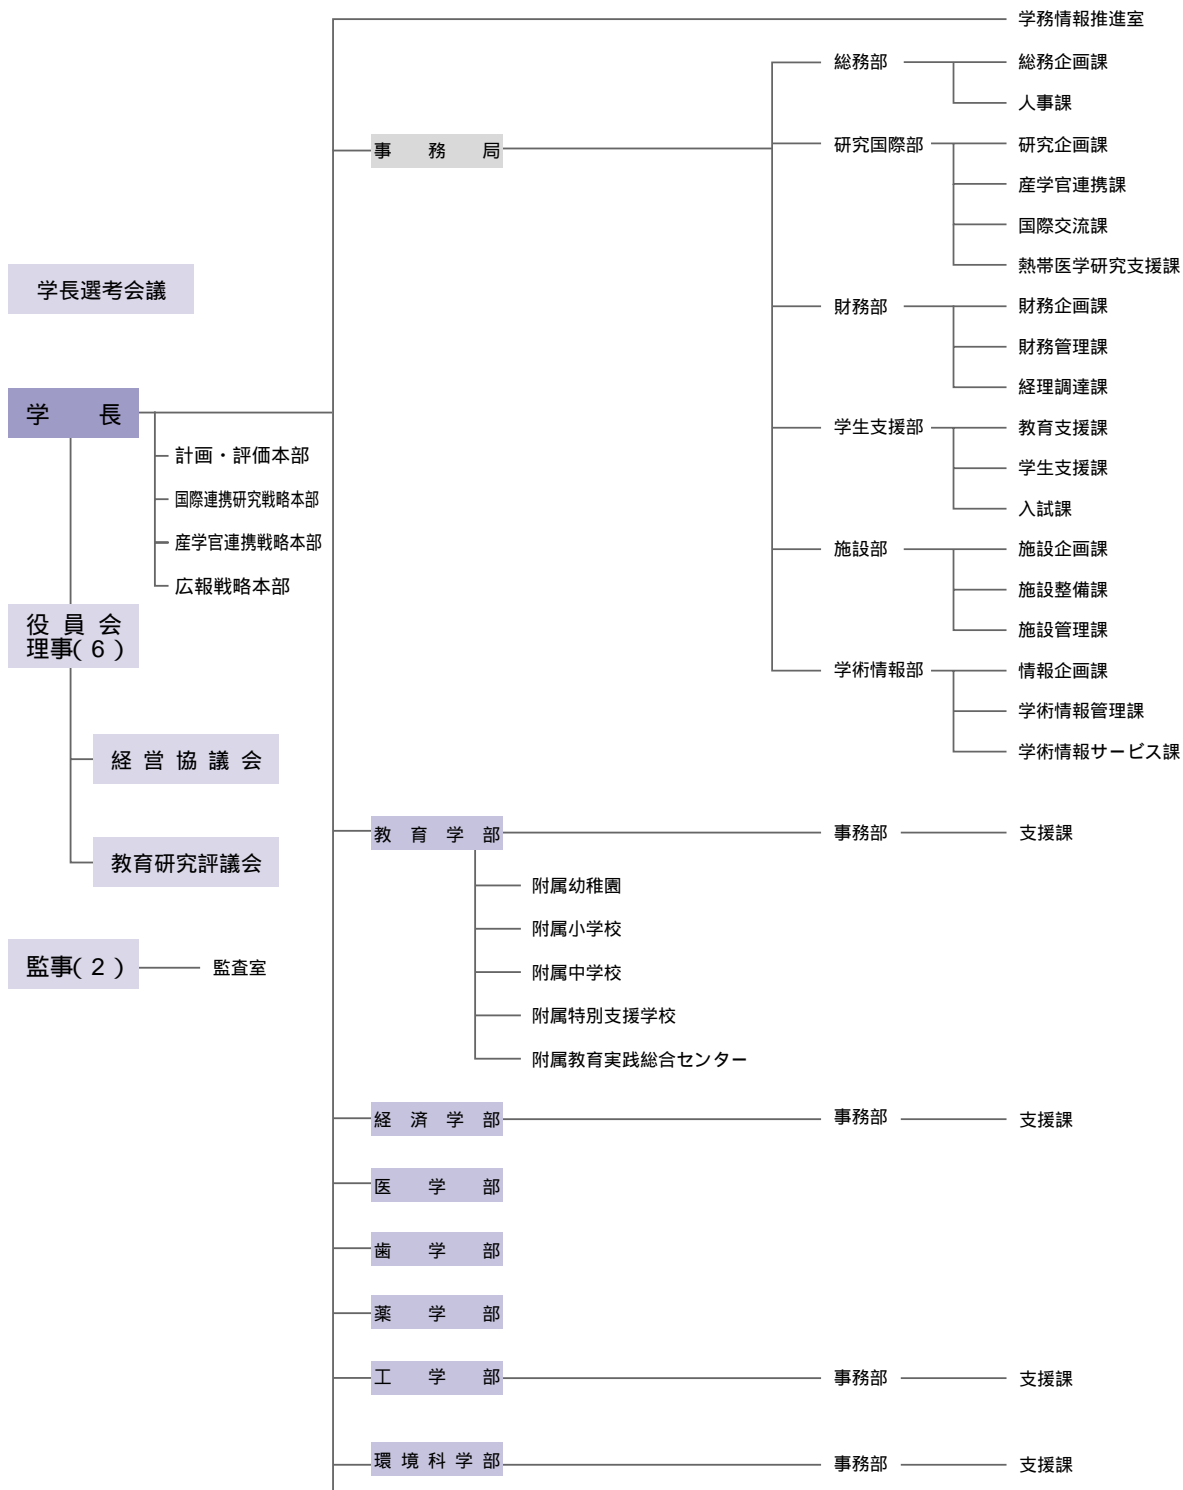 学務情報推進室
総務部
総務企画課
人事課
事務局
研究国際部
研究企画課
産学官連携課
国際交流課
熱帯医学研究支援課
学長選考会議
財務部
財務企画課
財務管理課
経理調達課
学長
計画・評価本部
国際連携研究戦略本部
産学官連携戦略本部
広報戦略本部
学生支援部
教育支援課
学生支援課
入試課
施設部
施設企画課
施設整備課
施設管理課
役員会
理事(6)
学術情報部
情報企画課
学術情報管理課
学術情報サービス課
経営協議会
教育研究評議会
監事(2)
監査室
教育学部
事務部
支援課
附属幼稚園
附属小学校
附属中学校
附属特別支援学校
附属教育実践総合センター
経済学部
事務部
支援課
医学部
歯学部
薬学部
工学部
事務部
支援課
環境科学部
事務部
支援課